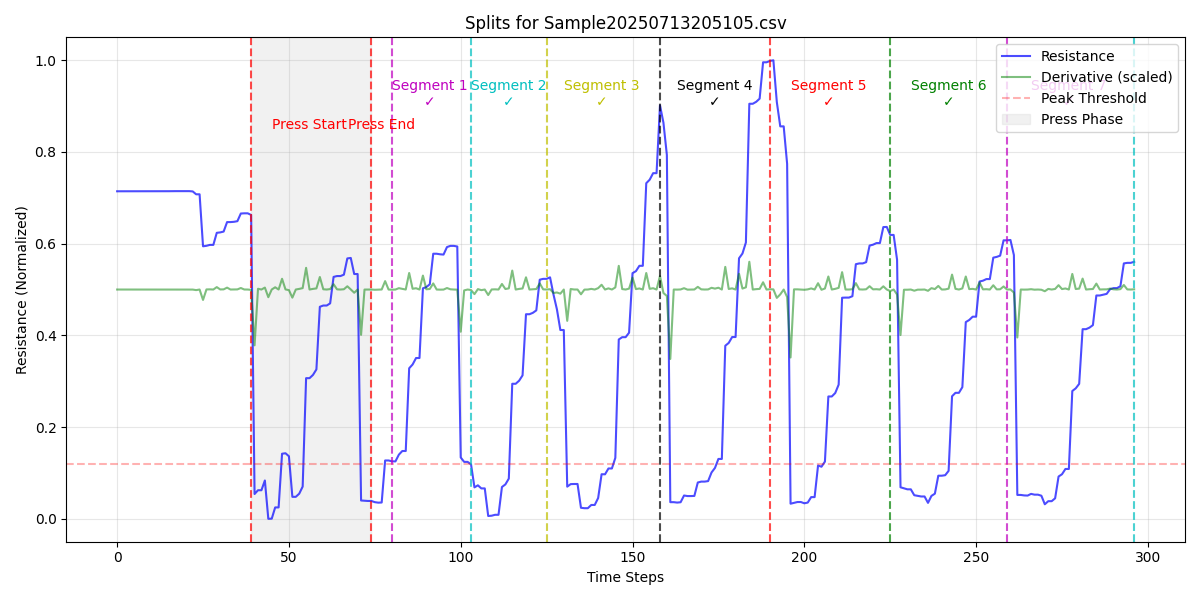 Splits for Sample20250713205105.csv
Resistance (Normalized)
1.0
0.8
0.6
0.4
0.2
0.0
Segment 1
✓
Segment 2
✓
Segment 3
✓
Segment 4
✓
Segment 5
✓
Segment 6
✓
Segment 7
Press Start
Press End
Resistance
Derivative (scaled)
Peak Threshold
Press Phase
0
50
100
150
200
250
300
Time Steps